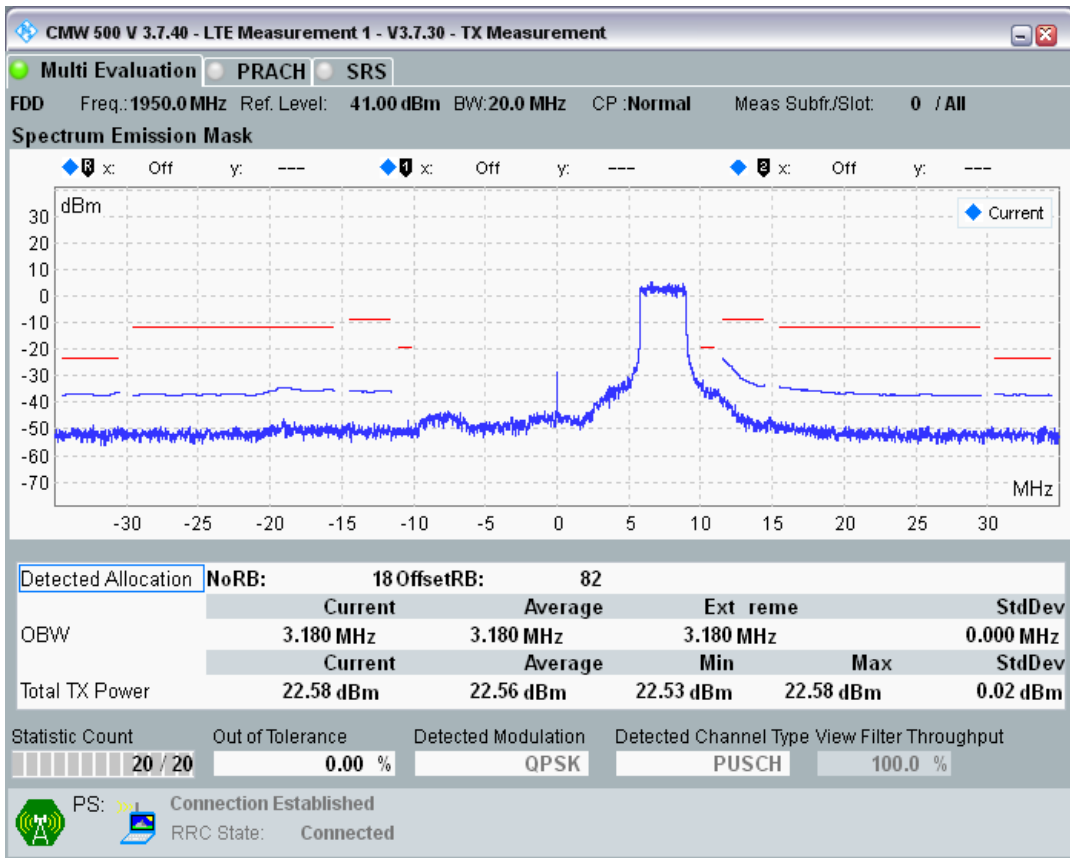 CMW 500 V 3.7.40 - LTE Measurement 1 - V3.7.30 - TX Measurement
Multi Evaluation PRACH SRS
FDD Freq.: 1950.0 MHz Ref. Level: 41.00 dBm BW: 20.0 MHz CP : Normal Meas Subfr./Slot: 0 / All
Spectrum Emission Mask
R x: Off y: --- 1 x: Off y: --- 2 x: Off y: ---
dBm
Current
30
20
10
0
-10
-20
-30
-40
-50
-60
-70
MHz
-30 -25 -20 -15 -10 -5 0 5 10 15 20 25 30
Detected Allocation NoRB: 18 OffsetRB: 82
Current Average Ext reme StdDev
OBW 3.180 MHz 3.180 MHz 3.180 MHz 0.000 MHz
Current Average Min Max StdDev
Total TX Power 22.58 dBm 22.56 dBm 22.53 dBm 22.58 dBm 0.02 dBm
Statistic Count Out of Tolerance Detected Modulation Detected Channel Type View Filter Throughput
20 / 20 0.00 % QPSK PUSCH 100.0 %
PS: Connection Established
RRC State: Connected